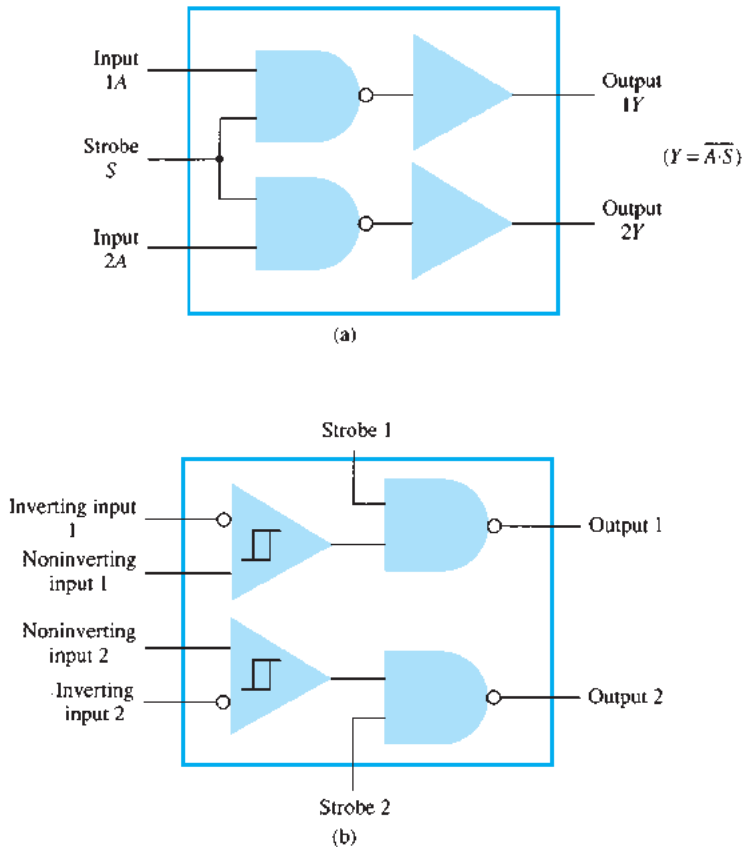 Input
1A
Output
1Y
Strobe
S
(Y = \overline{A·S})
Input
2A
Output
2Y
(a)
Strobe 1
Inverting input
1
Output 1
Noninverting
input 1
Noninverting
input 2
Inverting
input 2
Output 2
Strobe 2
(b)